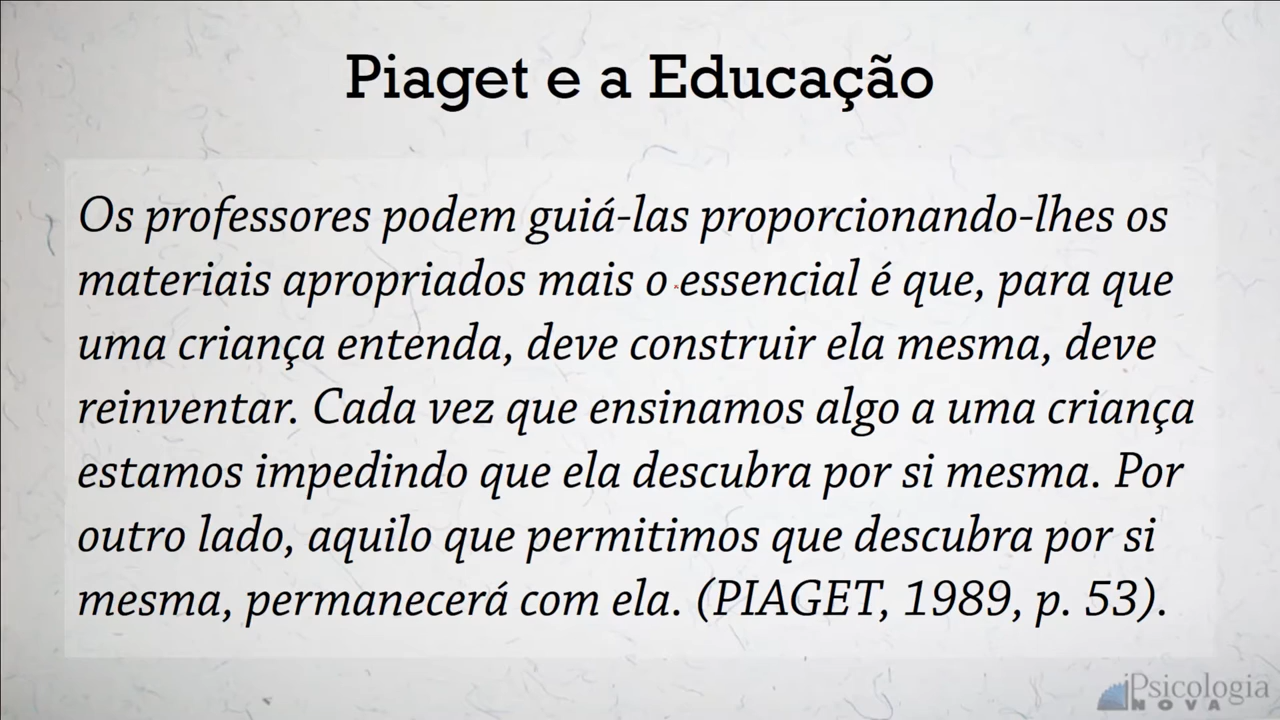 Piaget e a Educação
Os professores podem guiá-las proporcionando-lhes os
materiais apropriados mais o essencial é que, para que
uma criança entenda, deve construir ela mesma, deve
reinventar. Cada vez que ensinamos algo a uma criança
estamos impedindo que ela descubra por si mesma. Por
outro lado, aquilo que permitimos que descubra por si
mesma, permanecerá com ela. (PIAGET, 1989, p. 53).
Psicologia
NOVA